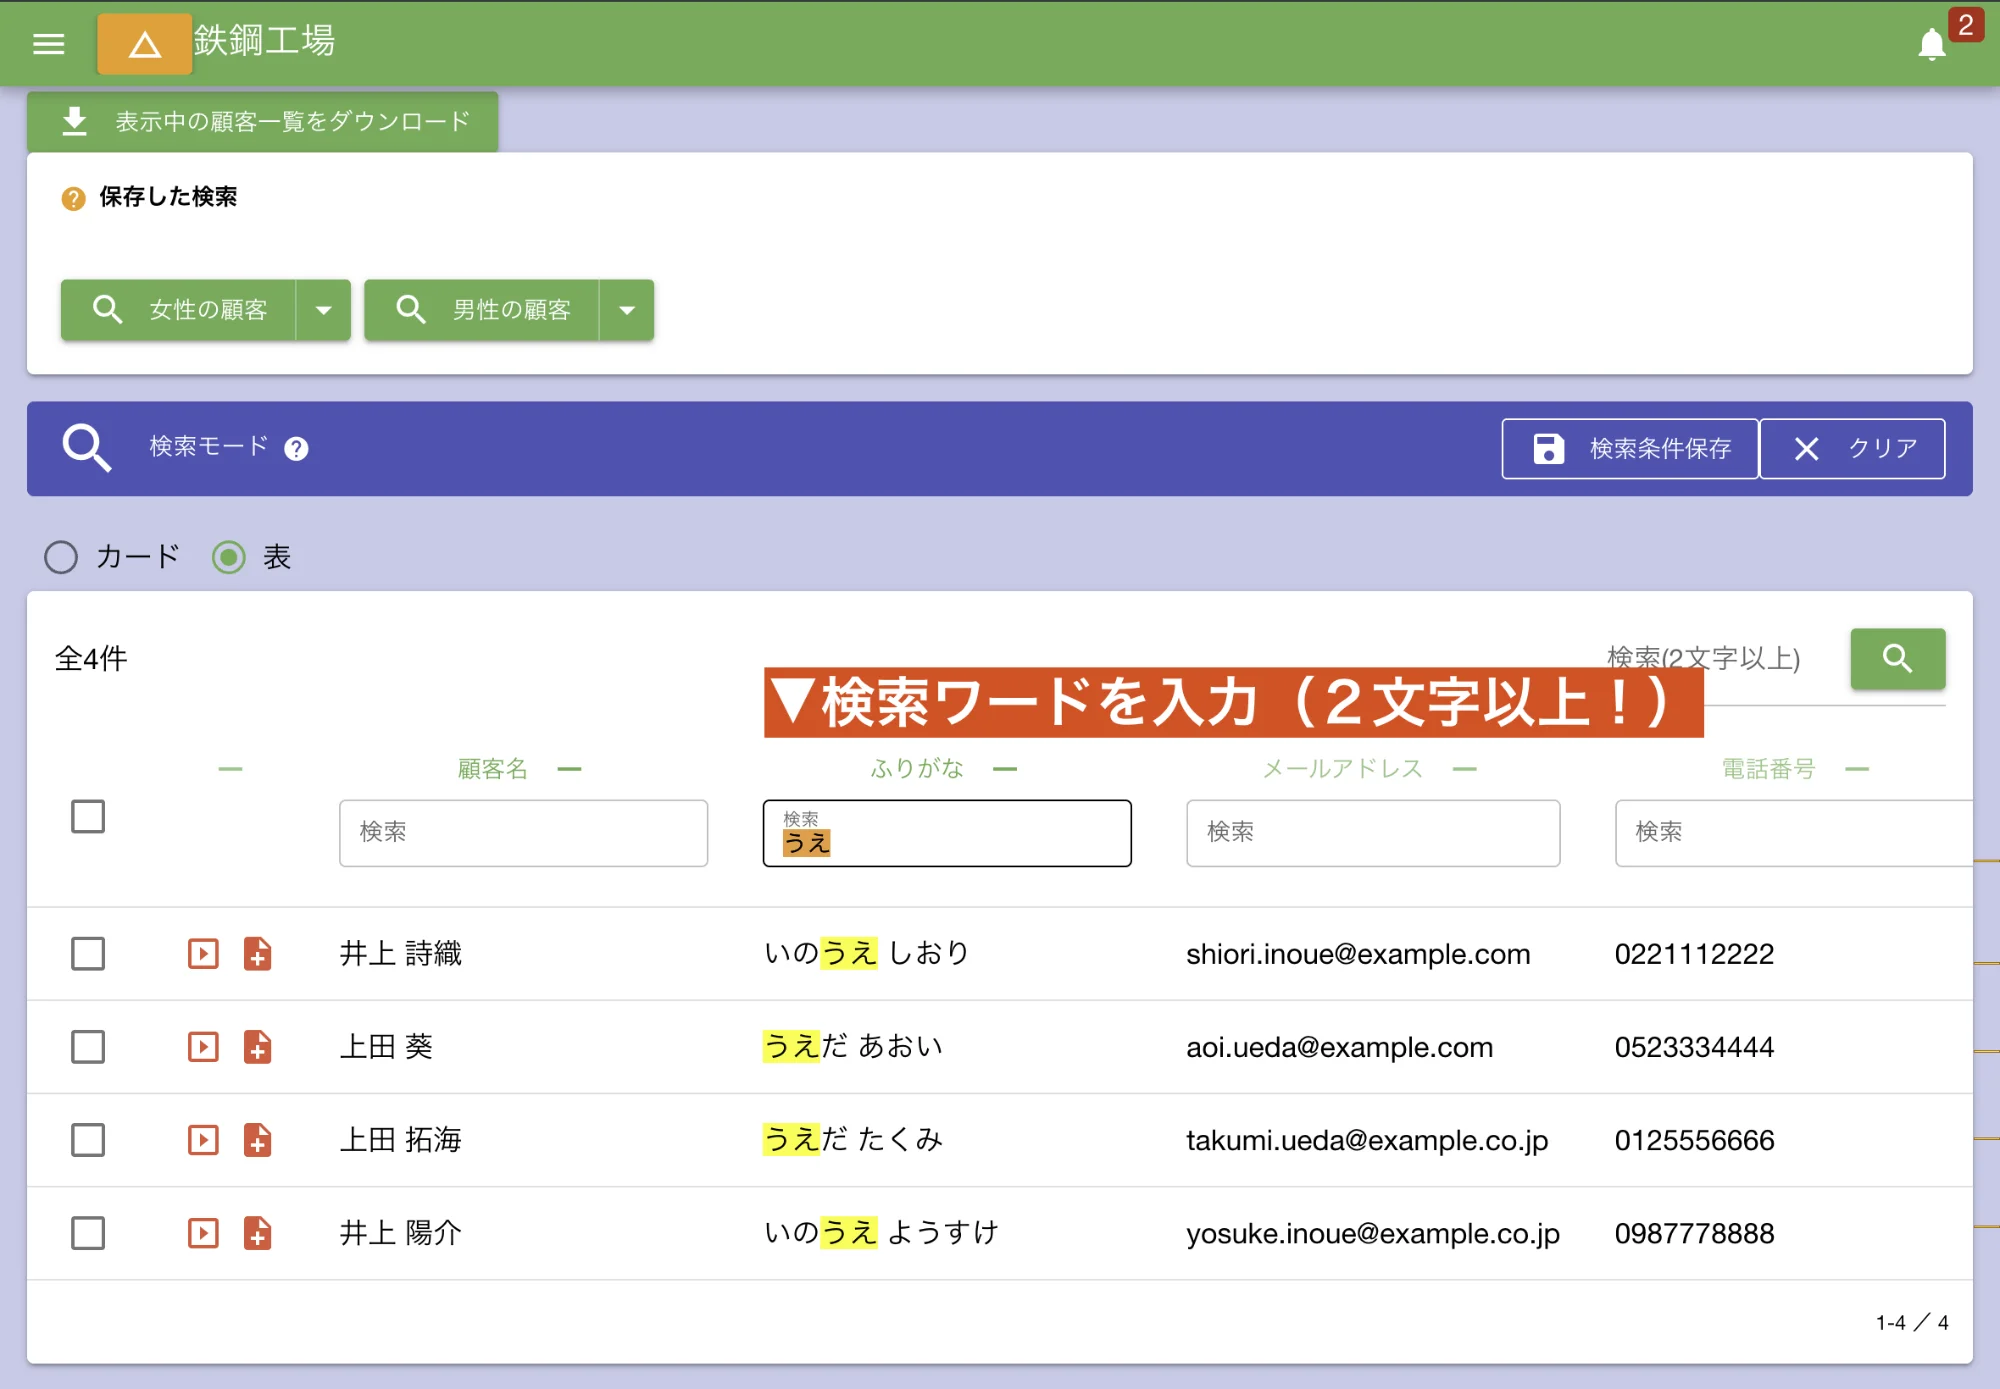 鉄鋼工場
2
表示中の顧客一覧をダウンロード
保存した検索
女性の顧客 男性の顧客
検索モード
検索条件保存 クリア
カード 表
全4件
検索(2文字以上)
▼検索ワードを入力（２文字以上！）
顧客名 ふりがな メールアドレス 電話番号
検索 検索 検索 検索
うえ
井上 詩織 いのうえ しおり shiori.inoue@example.com 0221112222
上田 葵 うえだ あおい aoi.ueda@example.com 0523334444
上田 拓海 うえだ たくみ takumi.ueda@example.co.jp 0125556666
井上 陽介 いのうえ ようすけ yosuke.inoue@example.co.jp 0987778888
1-4 ／ 4